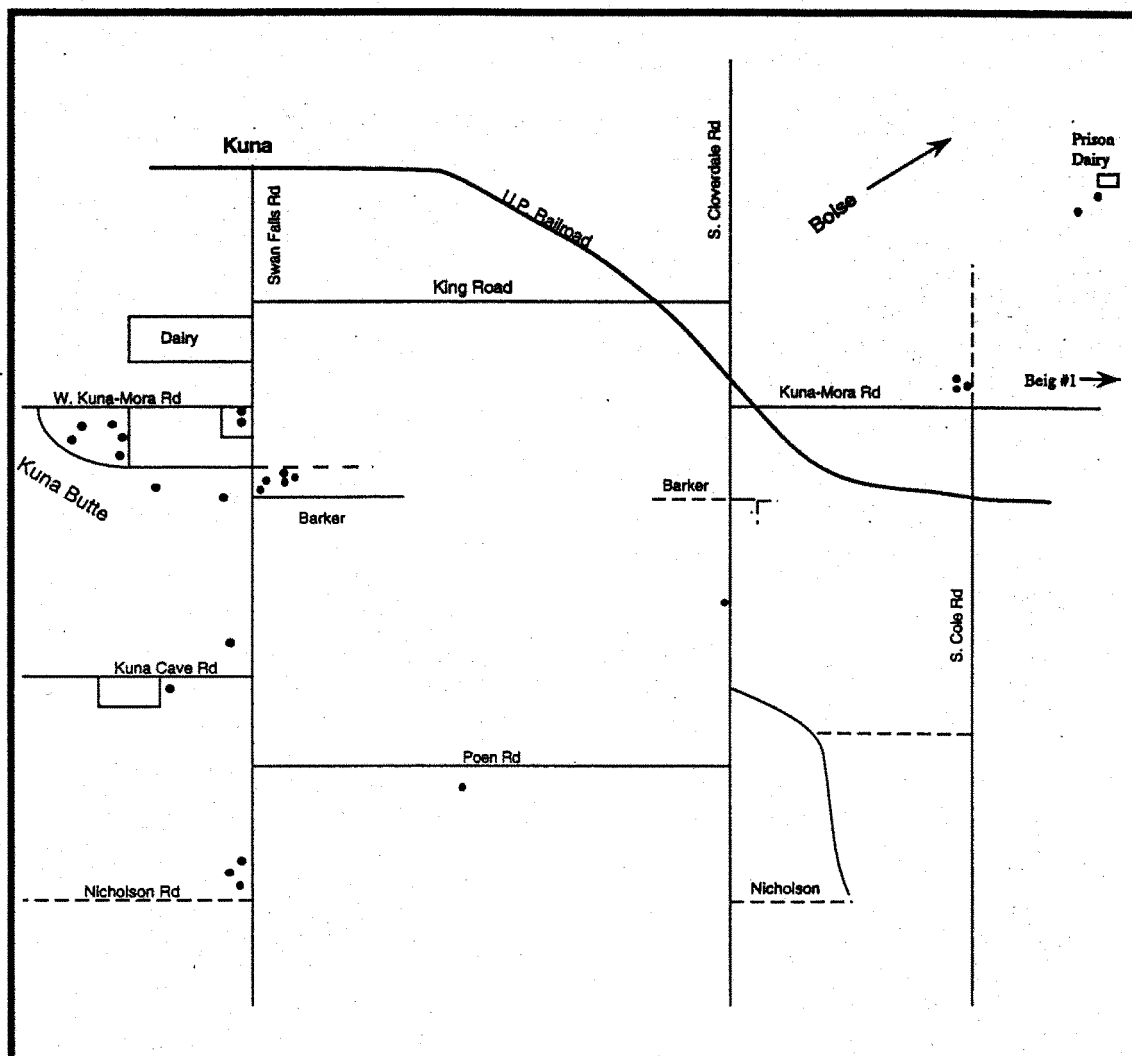 Kuna
Swan Falls Rd
U.P. Railroad
S. Cloverdale Rd
Boise
Prison
Dairy
King Road
Dairy
W. Kuna-Mora Rd
Kuna-Mora Rd
Beig #1
Kuna Butte
Barker
Barker
S. Cole Rd
Kuna Cave Rd
Poen Rd
Nicholson Rd
Nicholson